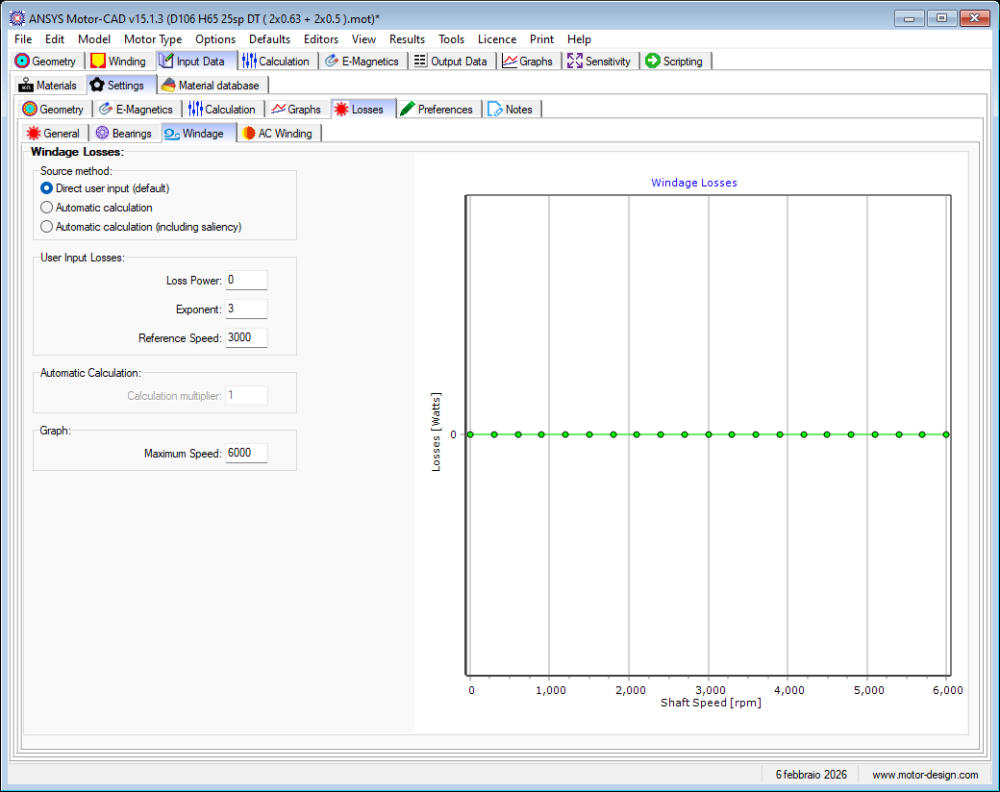 ANSYS Motor-CAD v15.1.3 (D106 H65 25sp DT ( 2x0.63 + 2x0.5 ).mot)*
File Edit Model Motor Type Options Defaults Editors View Results Tools Licence Print Help
Geometry Winding Input Data Calculation E-Magnetics Output Data Graphs Sensitivity Scripting
Materials Settings Material database
Geometry E-Magnetics Calculation Graphs Losses Preferences Notes
General Bearings Windage AC Winding
Windage Losses:
Source method:
Direct user input (default)
Automatic calculation
Automatic calculation (including saliency)
User Input Losses:
Loss Power: 0
Exponent: 3
Reference Speed: 3000
Automatic Calculation:
Calculation multiplier: 1
Graph:
Maximum Speed: 6000
Windage Losses
Losses [Watts]
0
0 1,000 2,000 3,000 4,000 5,000 6,000
Shaft Speed [rpm]
6 febbraio 2026 www.motor-design.com